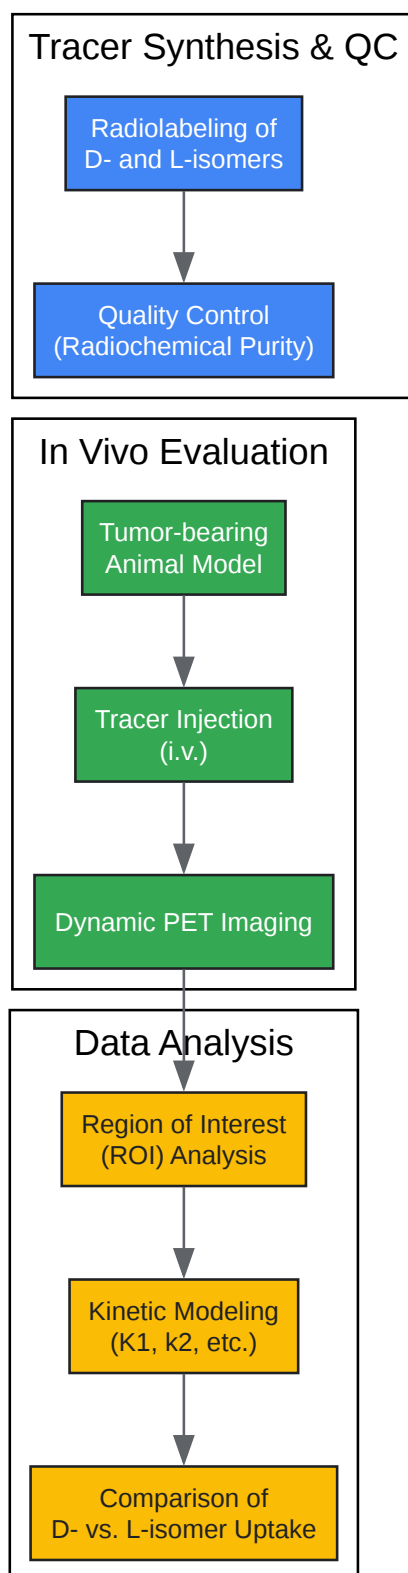 Tracer Synthesis & QC
Radiolabeling of
D- and L-isomers
Quality Control
(Radiochemical Purity)
In Vivo Evaluation
Tumor-bearing
Animal Model
Tracer Injection
(i.v.)
Dynamic PET Imaging
Data Analysis
Region of Interest
(ROI) Analysis
Kinetic Modeling
(K1, k2, etc.)
Comparison of
D- vs. L-isomer Uptake